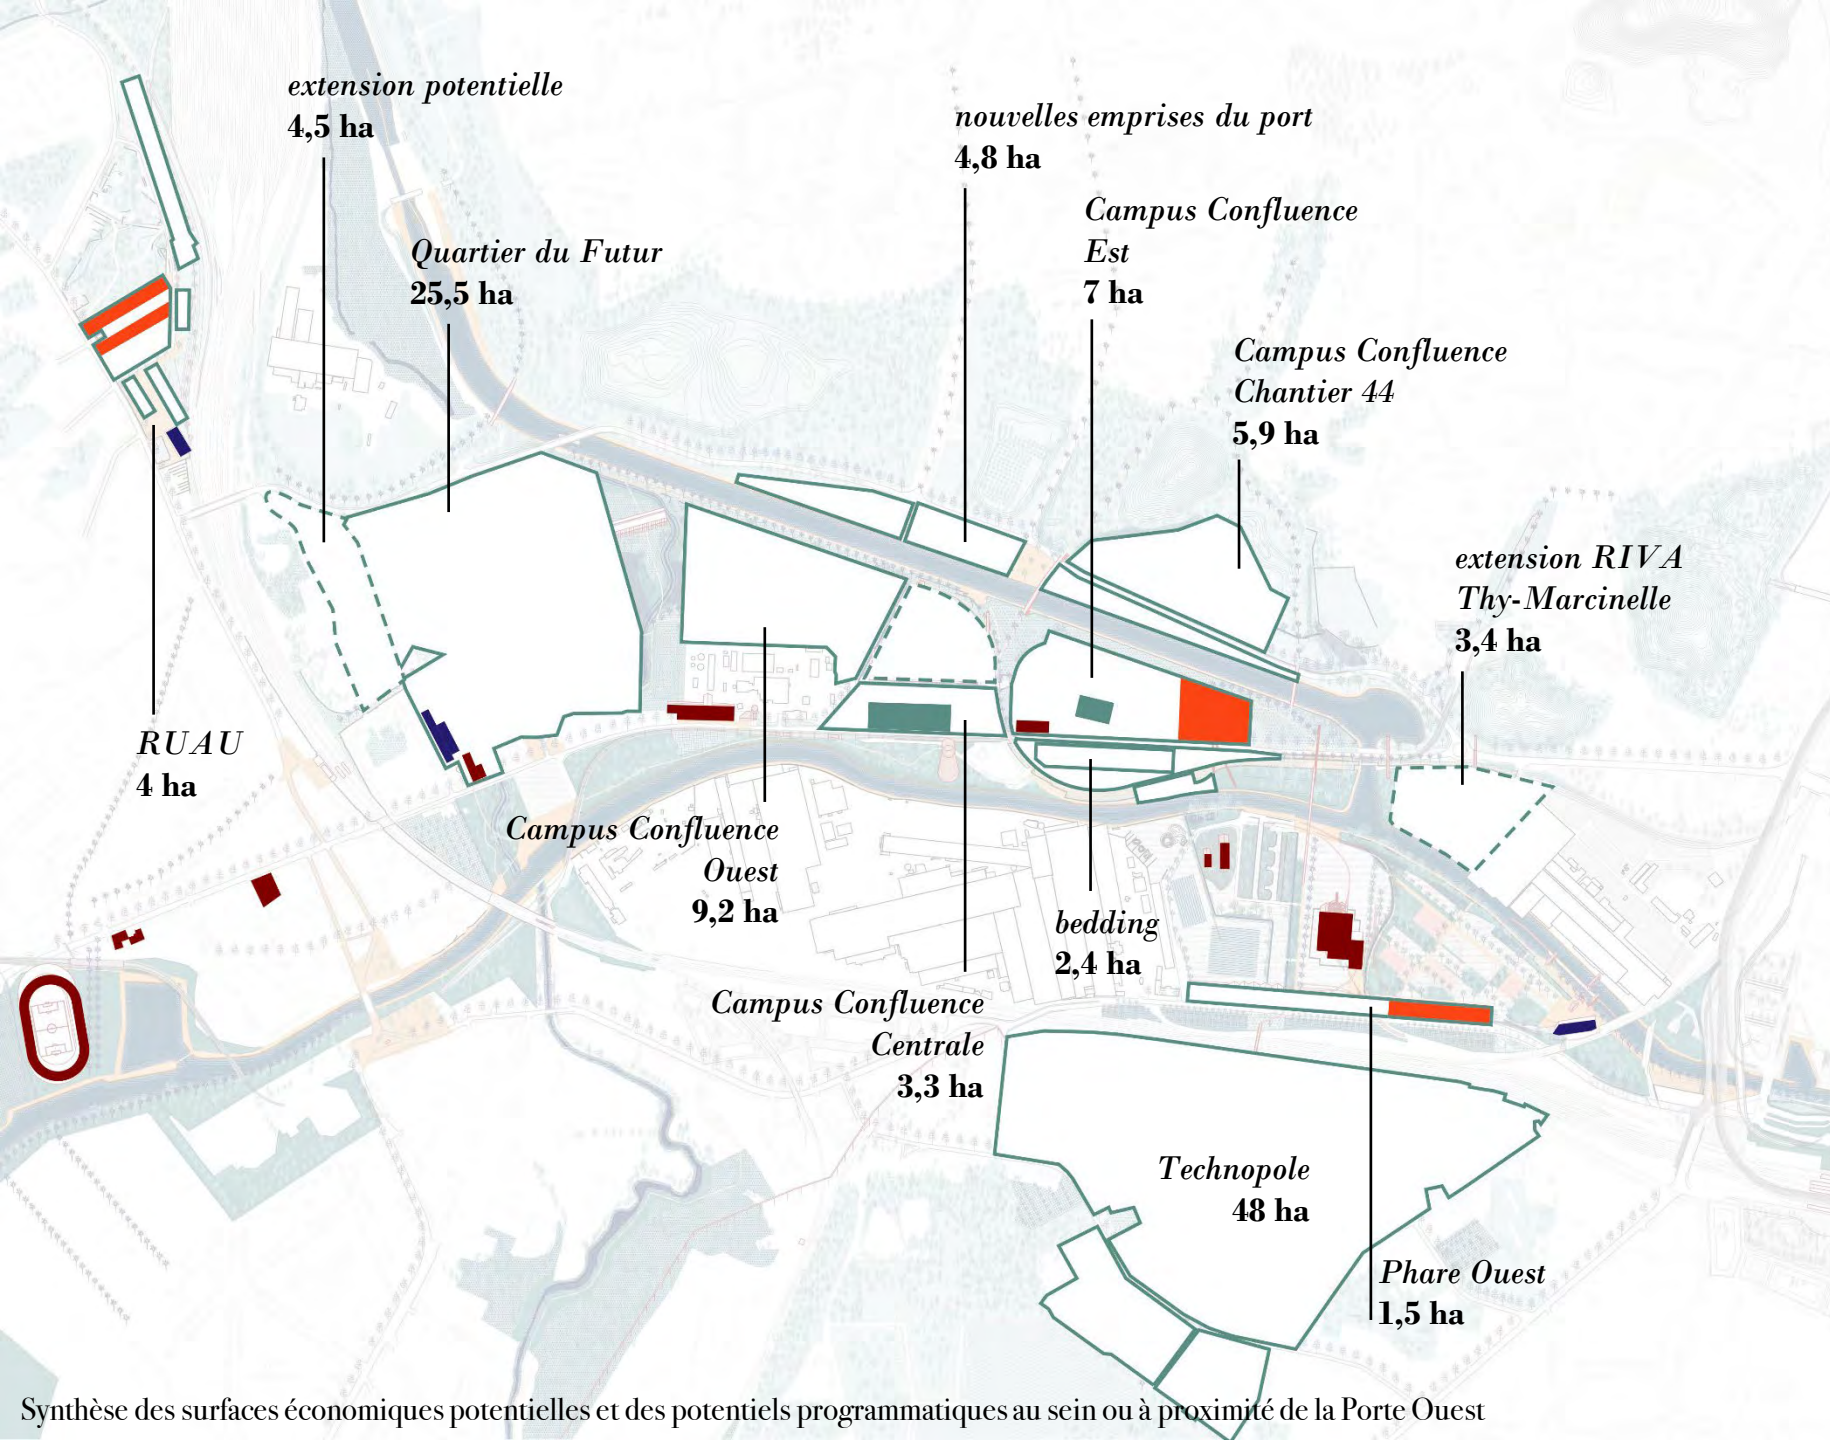 extension potentielle
4,5 ha
nouvelles emprises du port
4,8 ha
Campus Confluence
Est
7 ha
Quartier du Futur
25,5 ha
Campus Confluence
Chantier 44
5,9 ha
extension RIVA
Thy-Marcinelle
3,4 ha
RUAU
4 ha
Campus Confluence
Ouest
9,2 ha
bedding
2,4 ha
Campus Confluence
Centrale
3,3 ha
Technopole
48 ha
Phare Ouest
1,5 ha
Synthèse des surfaces économiques potentielles et des potentiels programmatiques au sein ou à proximité de la Porte Ouest